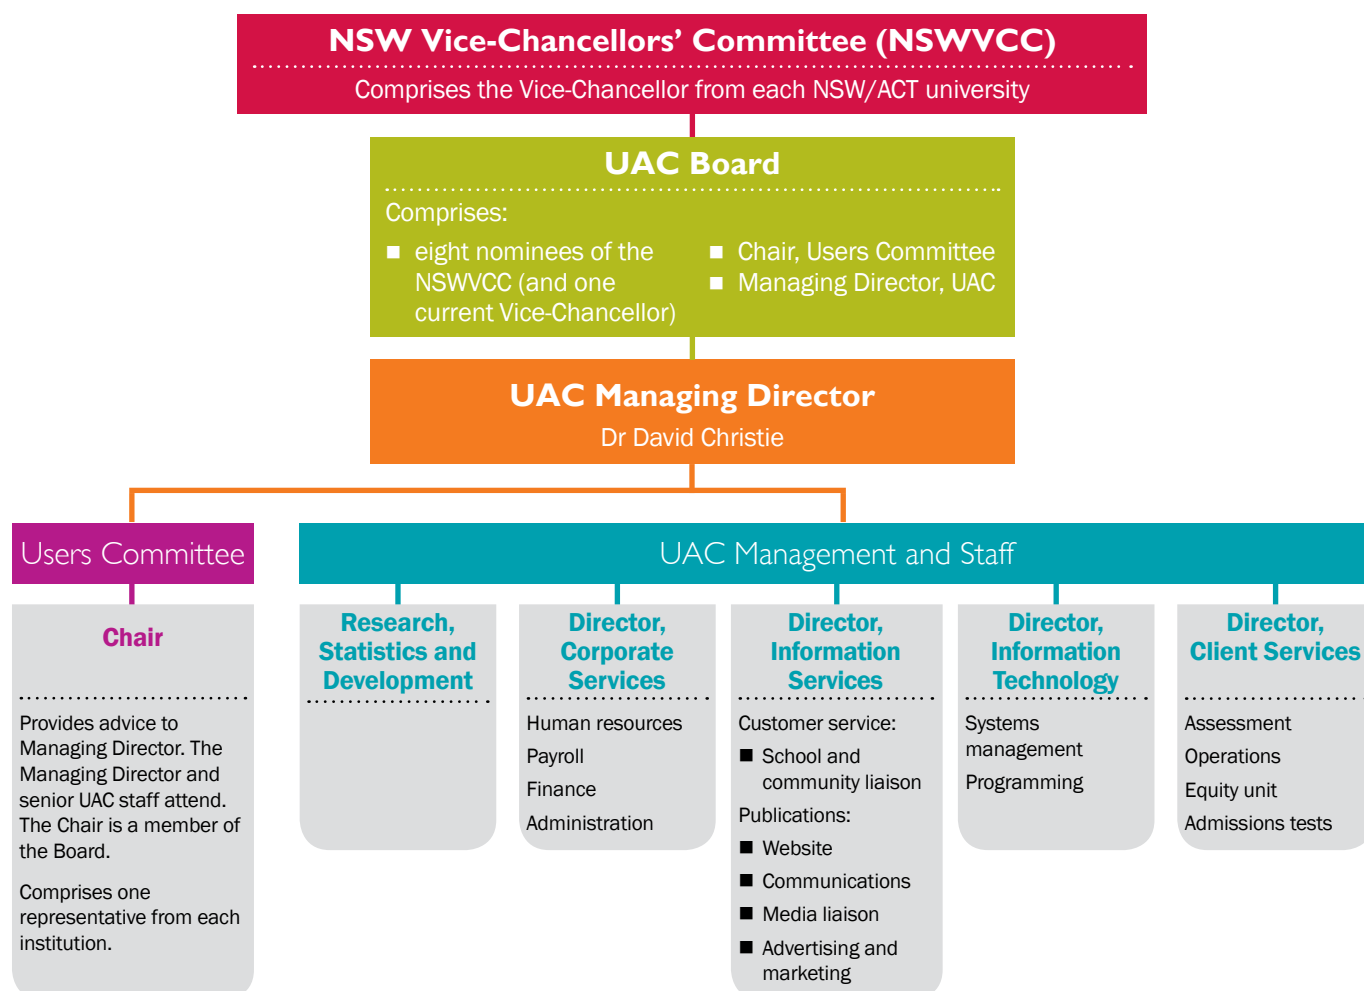 NSW Vice-Chancellors’ Committee (NSWVCC)
Comprises the Vice-Chancellor from each NSW/ACT university
UAC Board
Comprises:
■ eight nominees of the
NSWVCC (and one
current Vice-Chancellor)
■ Chair, Users Committee
■ Managing Director, UAC
UAC Managing Director
Dr David Christie
Users Committee
Chair
Provides advice to
Managing Director. The
Managing Director and
senior UAC staff attend.
The Chair is a member of
the Board.
Comprises one
representative from each
institution.
UAC Management and Staff
Research,
Statistics and
Development
Director,
Corporate
Services
Human resources
Payroll
Finance
Administration
Director,
Information
Services
Customer service:
■ School and
community liaison
Publications:
■ Website
■ Communications
■ Media liaison
■ Advertising and
marketing
Director,
Information
Technology
Systems
management
Programming
Director,
Client Services
Assessment
Operations
Equity unit
Admissions tests